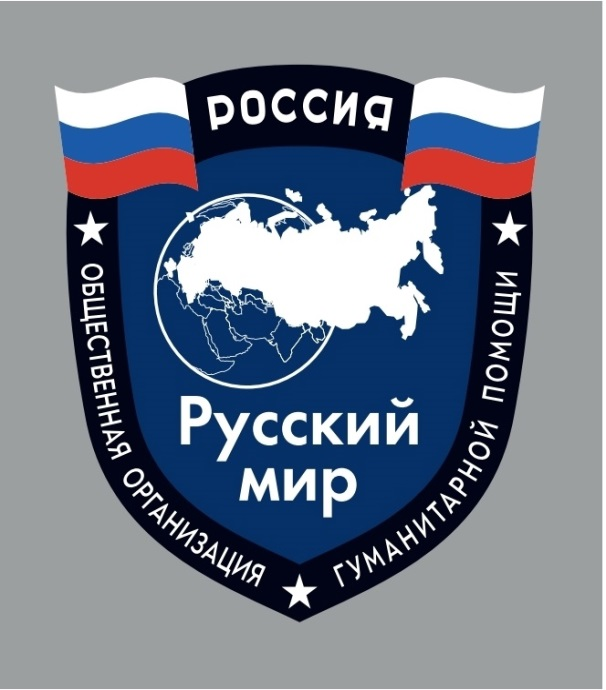 РОССИЯ
Русский
мир
ОБЩЕСТВЕННАЯ ОРГАНИЗАЦИЯ
ГУМАНИТАРНОЙ ПОМОЩИ